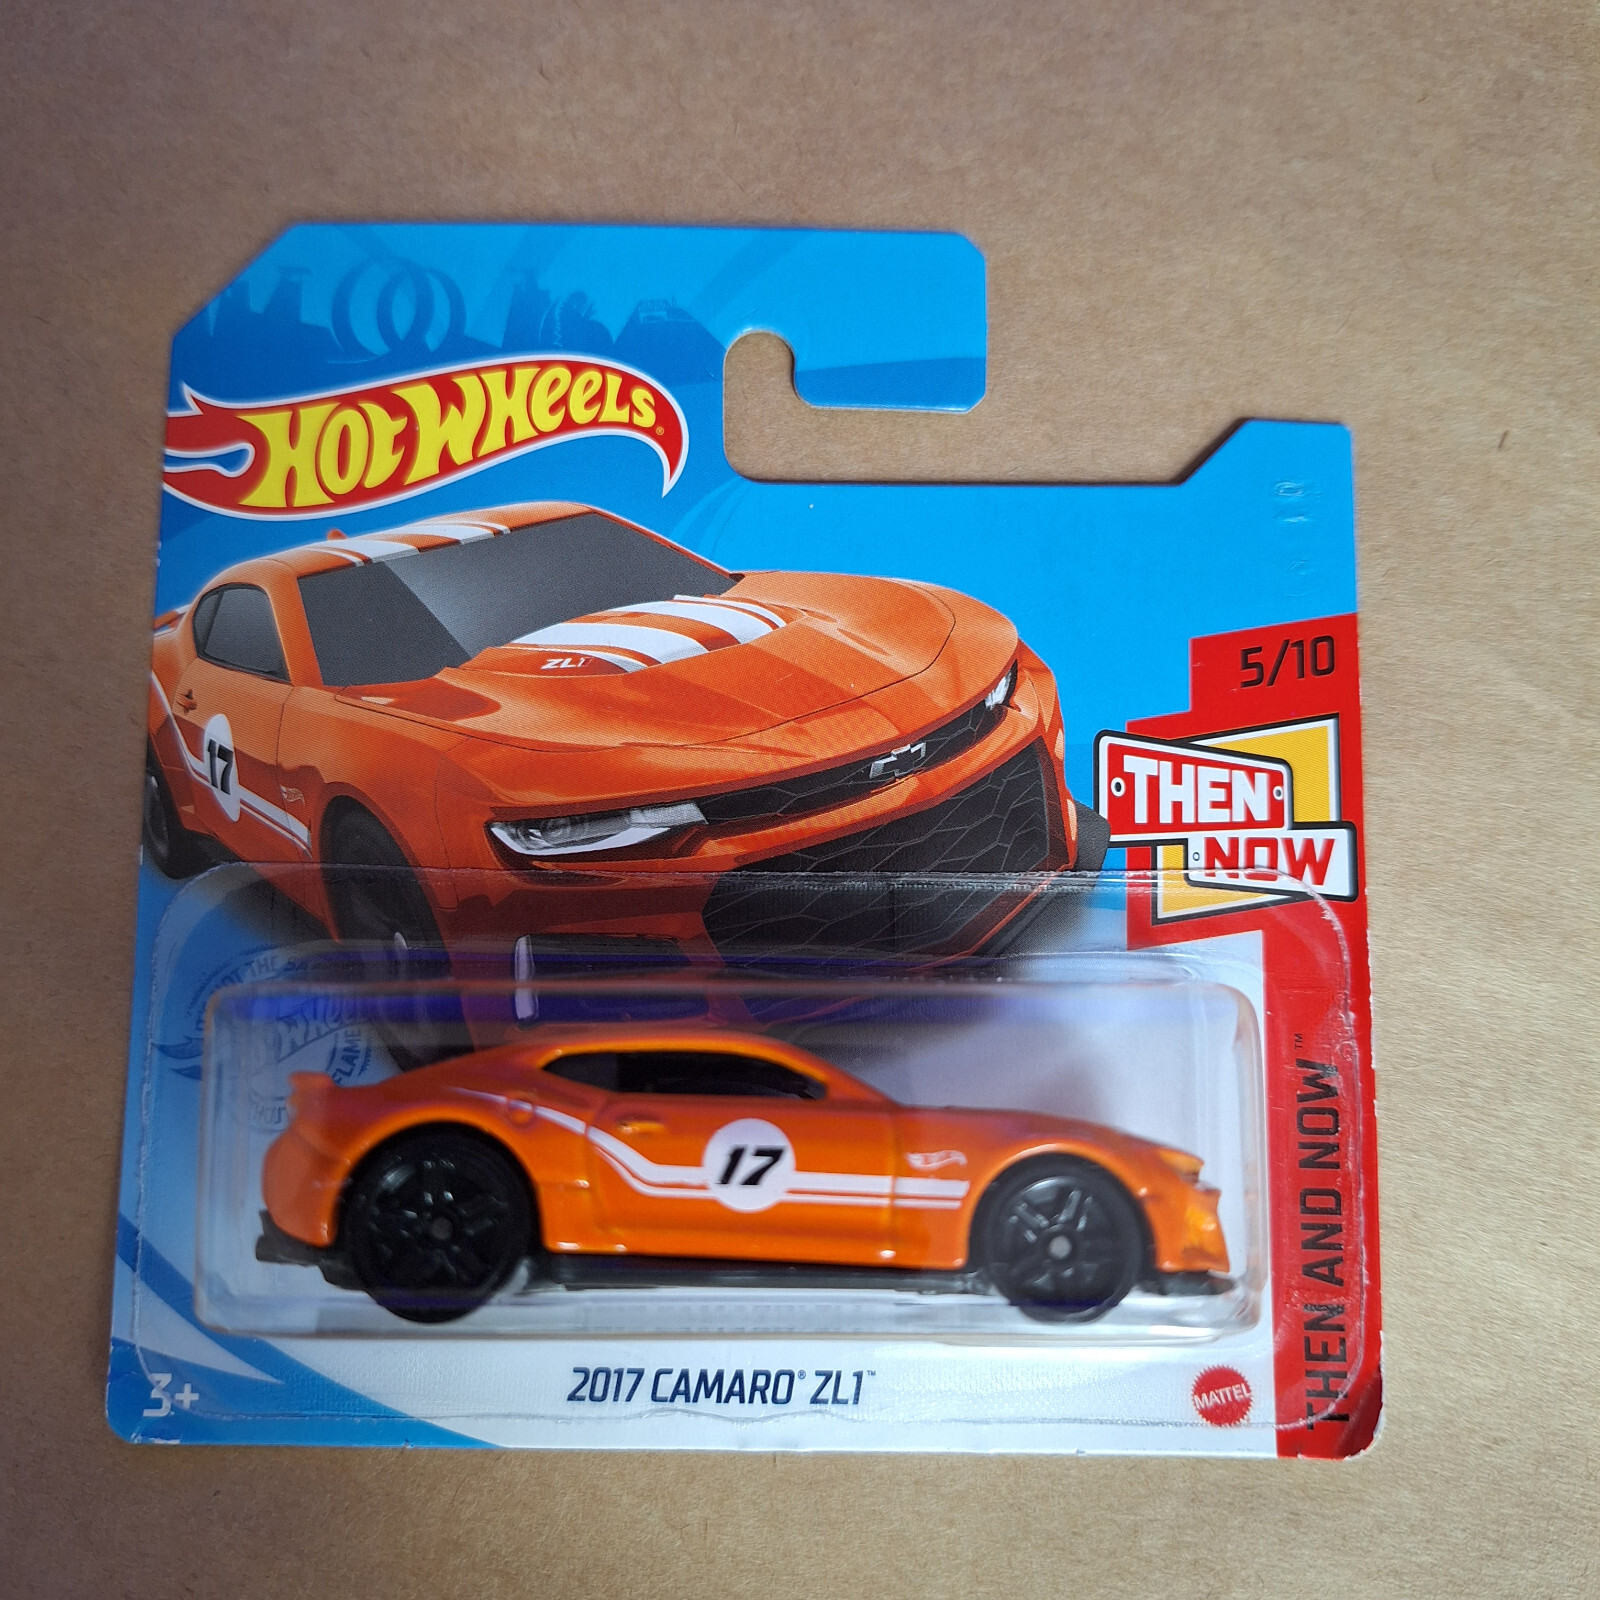 HOT WHEELS®
ZL1
17
5/10
THEN
NOW
17
THEN AND NOW™
2017 CAMARO® ZL1™
3+
MATTEL